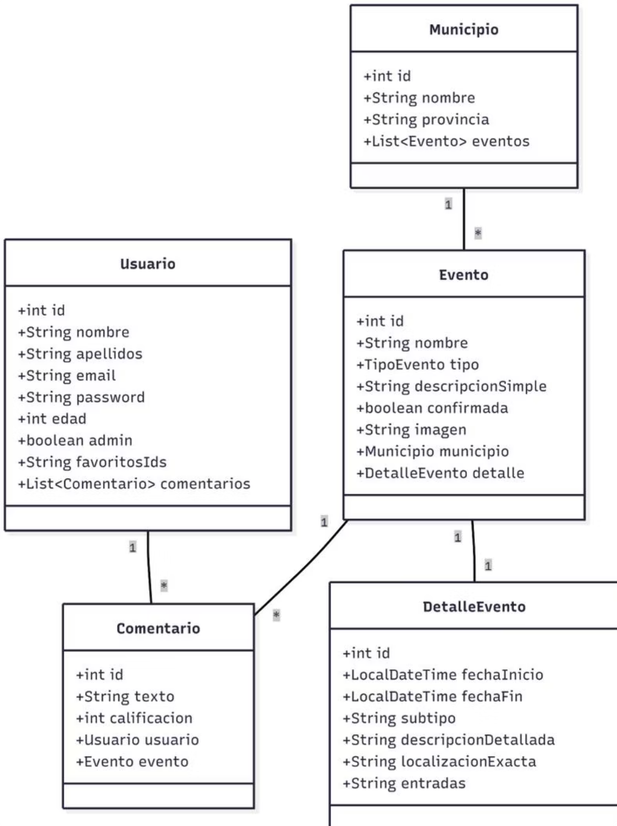 Municipio
+int id
+String nombre
+String provincia
+List<Evento> eventos
1
*
Usuario
+int id
+String nombre
+String apellidos
+String email
+String password
+int edad
+boolean admin
+String favoritosIds
+List<Comentario> comentarios
Evento
+int id
+String nombre
+TipoEvento tipo
+String descripcionSimple
+boolean confirmada
+String imagen
+Municipio municipio
+DetalleEvento detalle
1
*
1
*
1
1
Comentario
+int id
+String texto
+int calificacion
+Usuario usuario
+Evento evento
DetalleEvento
+int id
+LocalDateTime fechaInicio
+LocalDateTime fechaFin
+String subtipo
+String descripcionDetallada
+String localizacionExacta
+String entradas